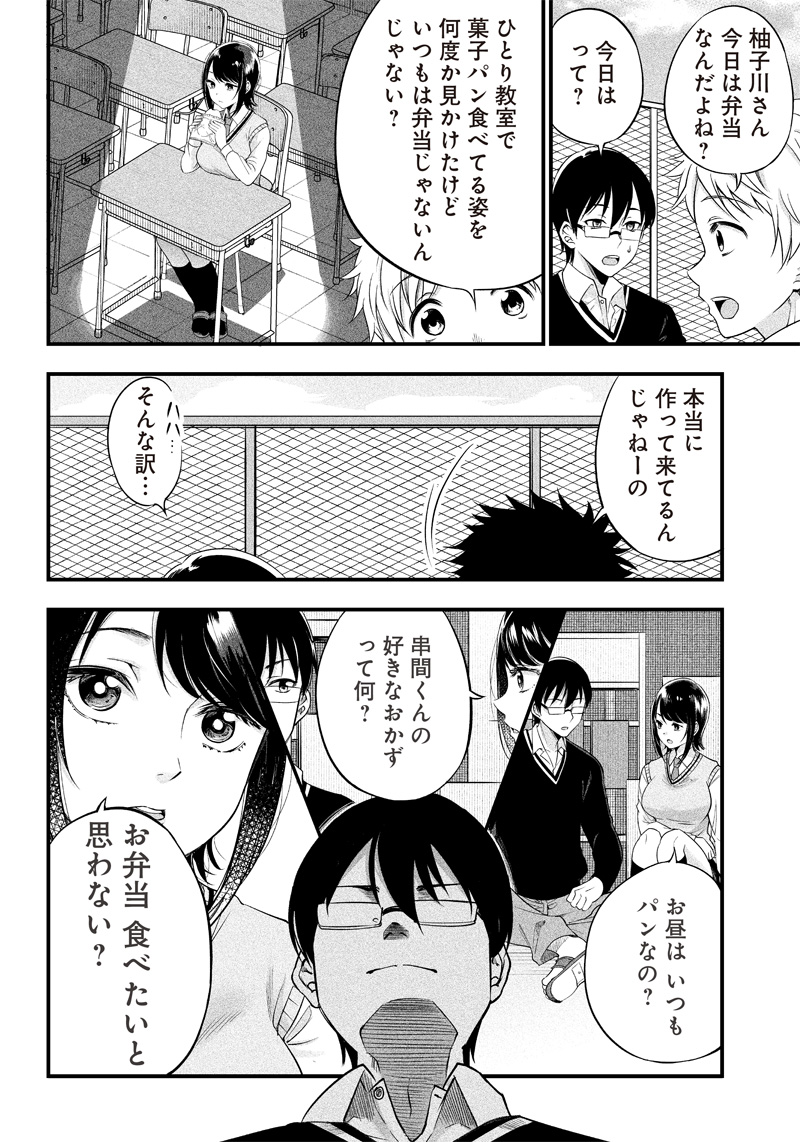 柚子川さん
今日は弁当
なんだよね?
今日は
って?
ひとり教室で
菓子パン食べてる姿を
何度か見かけたけど
いつもは弁当じゃないん
じゃない?
本当に
作って来てるん
じゃねーの
ハハ…
そんな訳…
お昼は いつも
パンなの?
串間くんの
好きなおかず
って何?
お弁当 食べたいと
思わない?